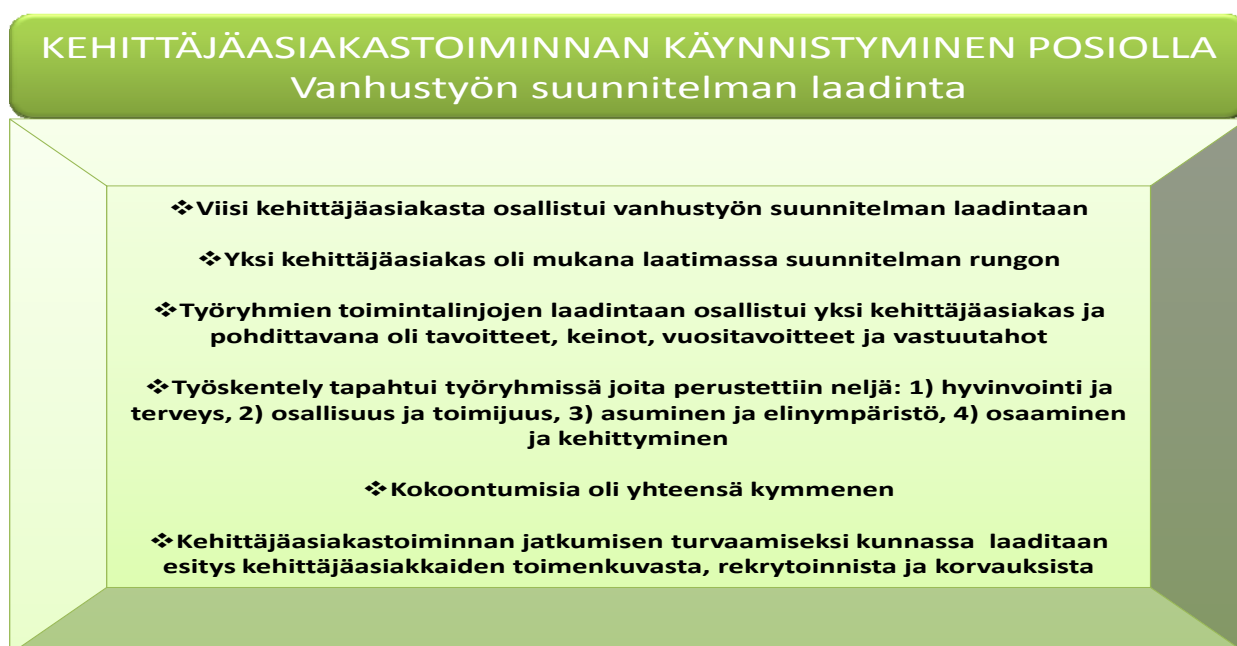 KEHITTÄJÄASIAKASTOIMINNAN KÄYNNISTYMINEN POSIOLLA
Vanhustyön suunnitelman laadinta
❖Viisi kehittäjäasiakasta osallistui vanhustyön suunnitelman laadintaan
❖Yksi kehittäjäasiakas oli mukana laatimassa suunnitelman rungon
❖Työryhmien toimintalinjojen laadintaan osallistui yksi kehittäjäasiakas ja
pohdittavana oli tavoitteet, keinot, vuositavoitteet ja vastuutahot
❖Työskentely tapahtui työryhmissä joita perustettiin neljä: 1) hyvinvointi ja
terveys, 2) osallisuus ja toimijuus, 3) asuminen ja elinympäristö, 4) osaaminen
ja kehittyminen
❖Kokoontumisia oli yhteensä kymmenen
❖Kehittäjäasiakastoiminnan jatkumisen turvaamiseksi kunnassa laaditaan
esitys kehittäjäasiakkaiden toimenkuvasta, rekrytoinnista ja korvauksista